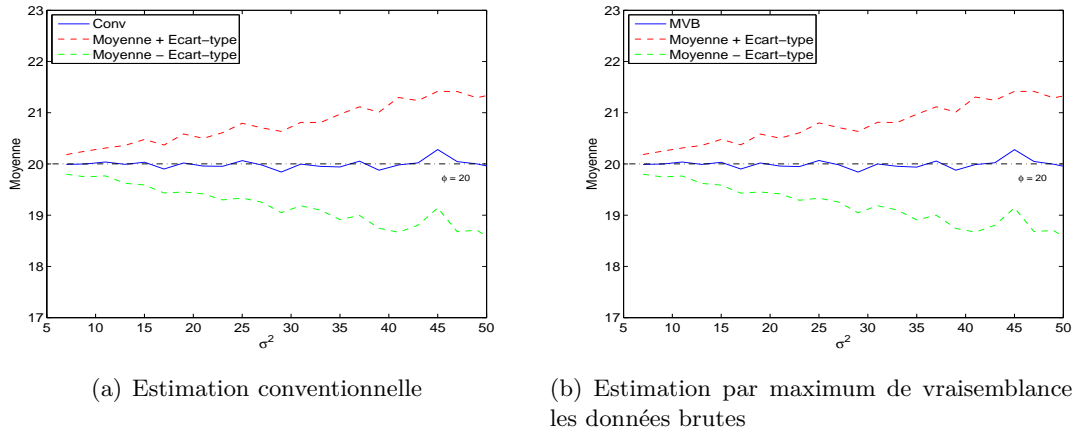 23
22
21
20
19
18
17
Moyenne
Conv
Moyenne + Ecart−type
Moyenne − Ecart−type
ϕ = 20
5 10 15 20 25 30 35 40 45 50
σ²
(a) Estimation conventionnelle
23
22
21
20
19
18
17
Moyenne
MVB
Moyenne + Ecart−type
Moyenne − Ecart−type
ϕ = 20
5 10 15 20 25 30 35 40 45 50
σ²
(b) Estimation par maximum de vraisemblance
les données brutes